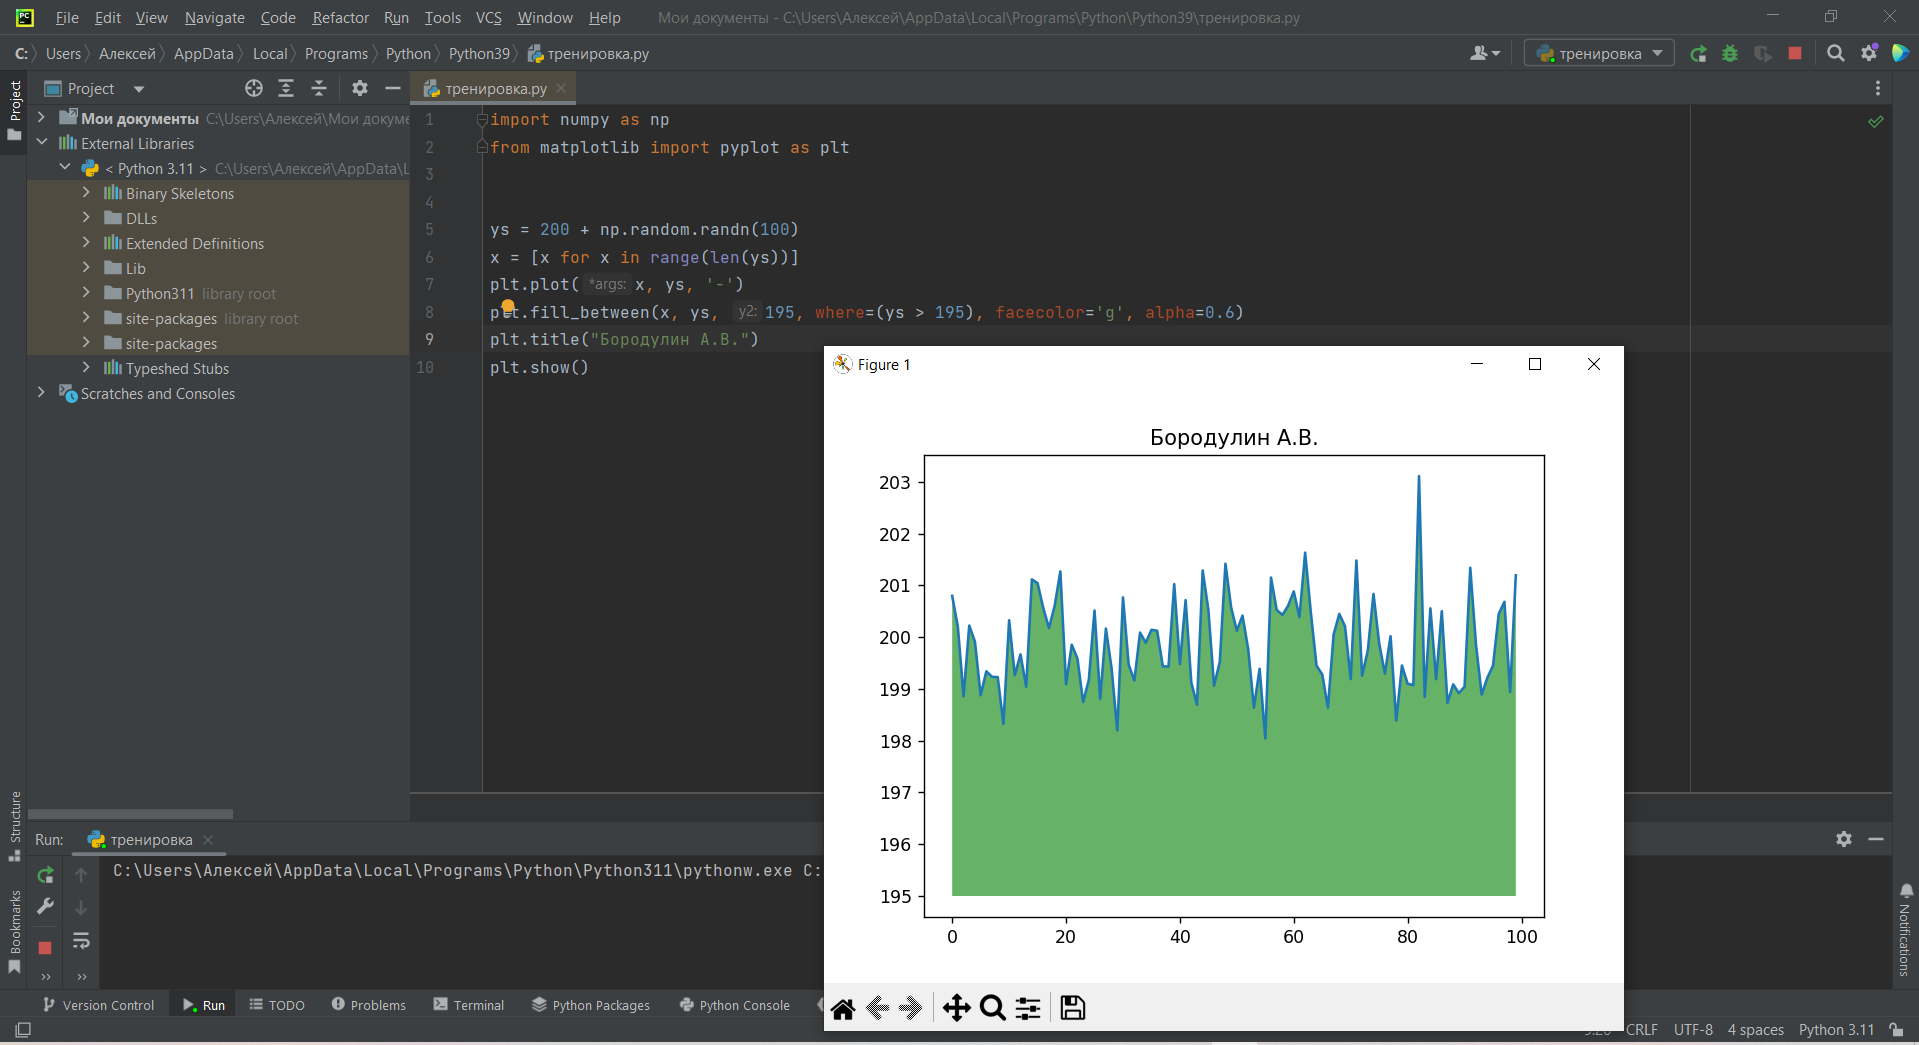 File Edit View Navigate Code Refactor Run Tools VCS Window Help Мои документы - C:\Users\Алексей\AppData\Local\Programs\Python\Python39\тренировка.py
C: Users Алексей AppData Local Programs Python Python39 тренировка.py тренировка
Project
Project
тренировка.py
Мои документы C:\Users\Алексей\Мои докуме
External Libraries
< Python 3.11 > C:\Users\Алексей\AppData\L
Binary Skeletons
DLLs
Extended Definitions
Lib
Python311 library root
site-packages library root
site-packages
Typeshed Stubs
Scratches and Consoles
1 import numpy as np
2 from matplotlib import pyplot as plt
3
4
5 ys = 200 + np.random.randn(100)
6 x = [x for x in range(len(ys))]
7 plt.plot( *args: x, ys, '-')
8 plt.fill_between(x, ys, y2: 195, where=(ys > 195), facecolor='g', alpha=0.6)
9 plt.title("Бородулин А.В.")
10 plt.show()
Figure 1
Бородулин А.В.
203
202
201
200
199
198
197
196
195
0 20 40 60 80 100
Structure
Bookmarks
Notifications
Run: тренировка
C:\Users\Алексей\AppData\Local\Programs\Python\Python311\pythonw.exe C:
Version Control Run TODO Problems Terminal Python Packages Python Console
CRLF UTF-8 4 spaces Python 3.11